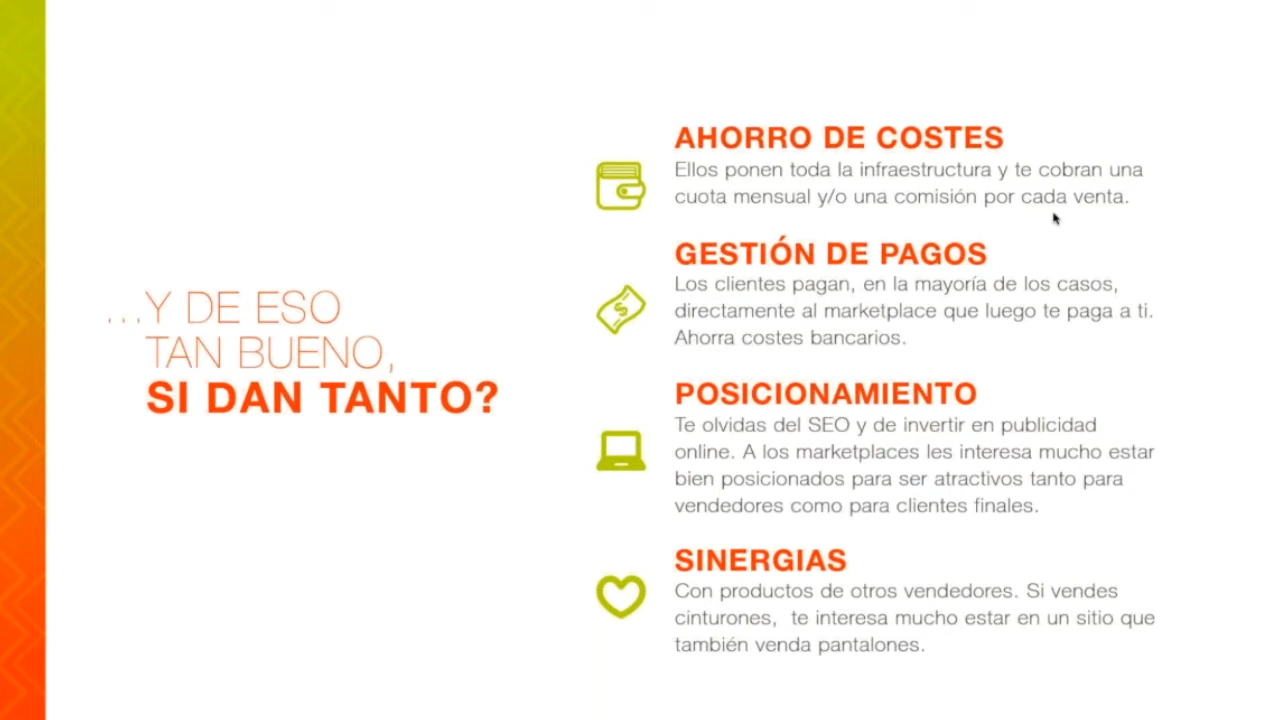 ...Y DE ESO
TAN BUENO,
SI DAN TANTO?
AHORRO DE COSTES
Ellos ponen toda la infraestructura y te cobran una
cuota mensual y/o una comisión por cada venta.
GESTIÓN DE PAGOS
Los clientes pagan, en la mayoría de los casos,
directamente al marketplace que luego te paga a ti.
Ahorra costes bancarios.
POSICIONAMIENTO
Te olvidas del SEO y de invertir en publicidad
online. A los marketplaces les interesa mucho estar
bien posicionados para ser atractivos tanto para
vendedores como para clientes finales.
SINERGIAS
Con productos de otros vendedores. Si vendes
cinturones,  te interesa mucho estar en un sitio que
también venda pantalones.